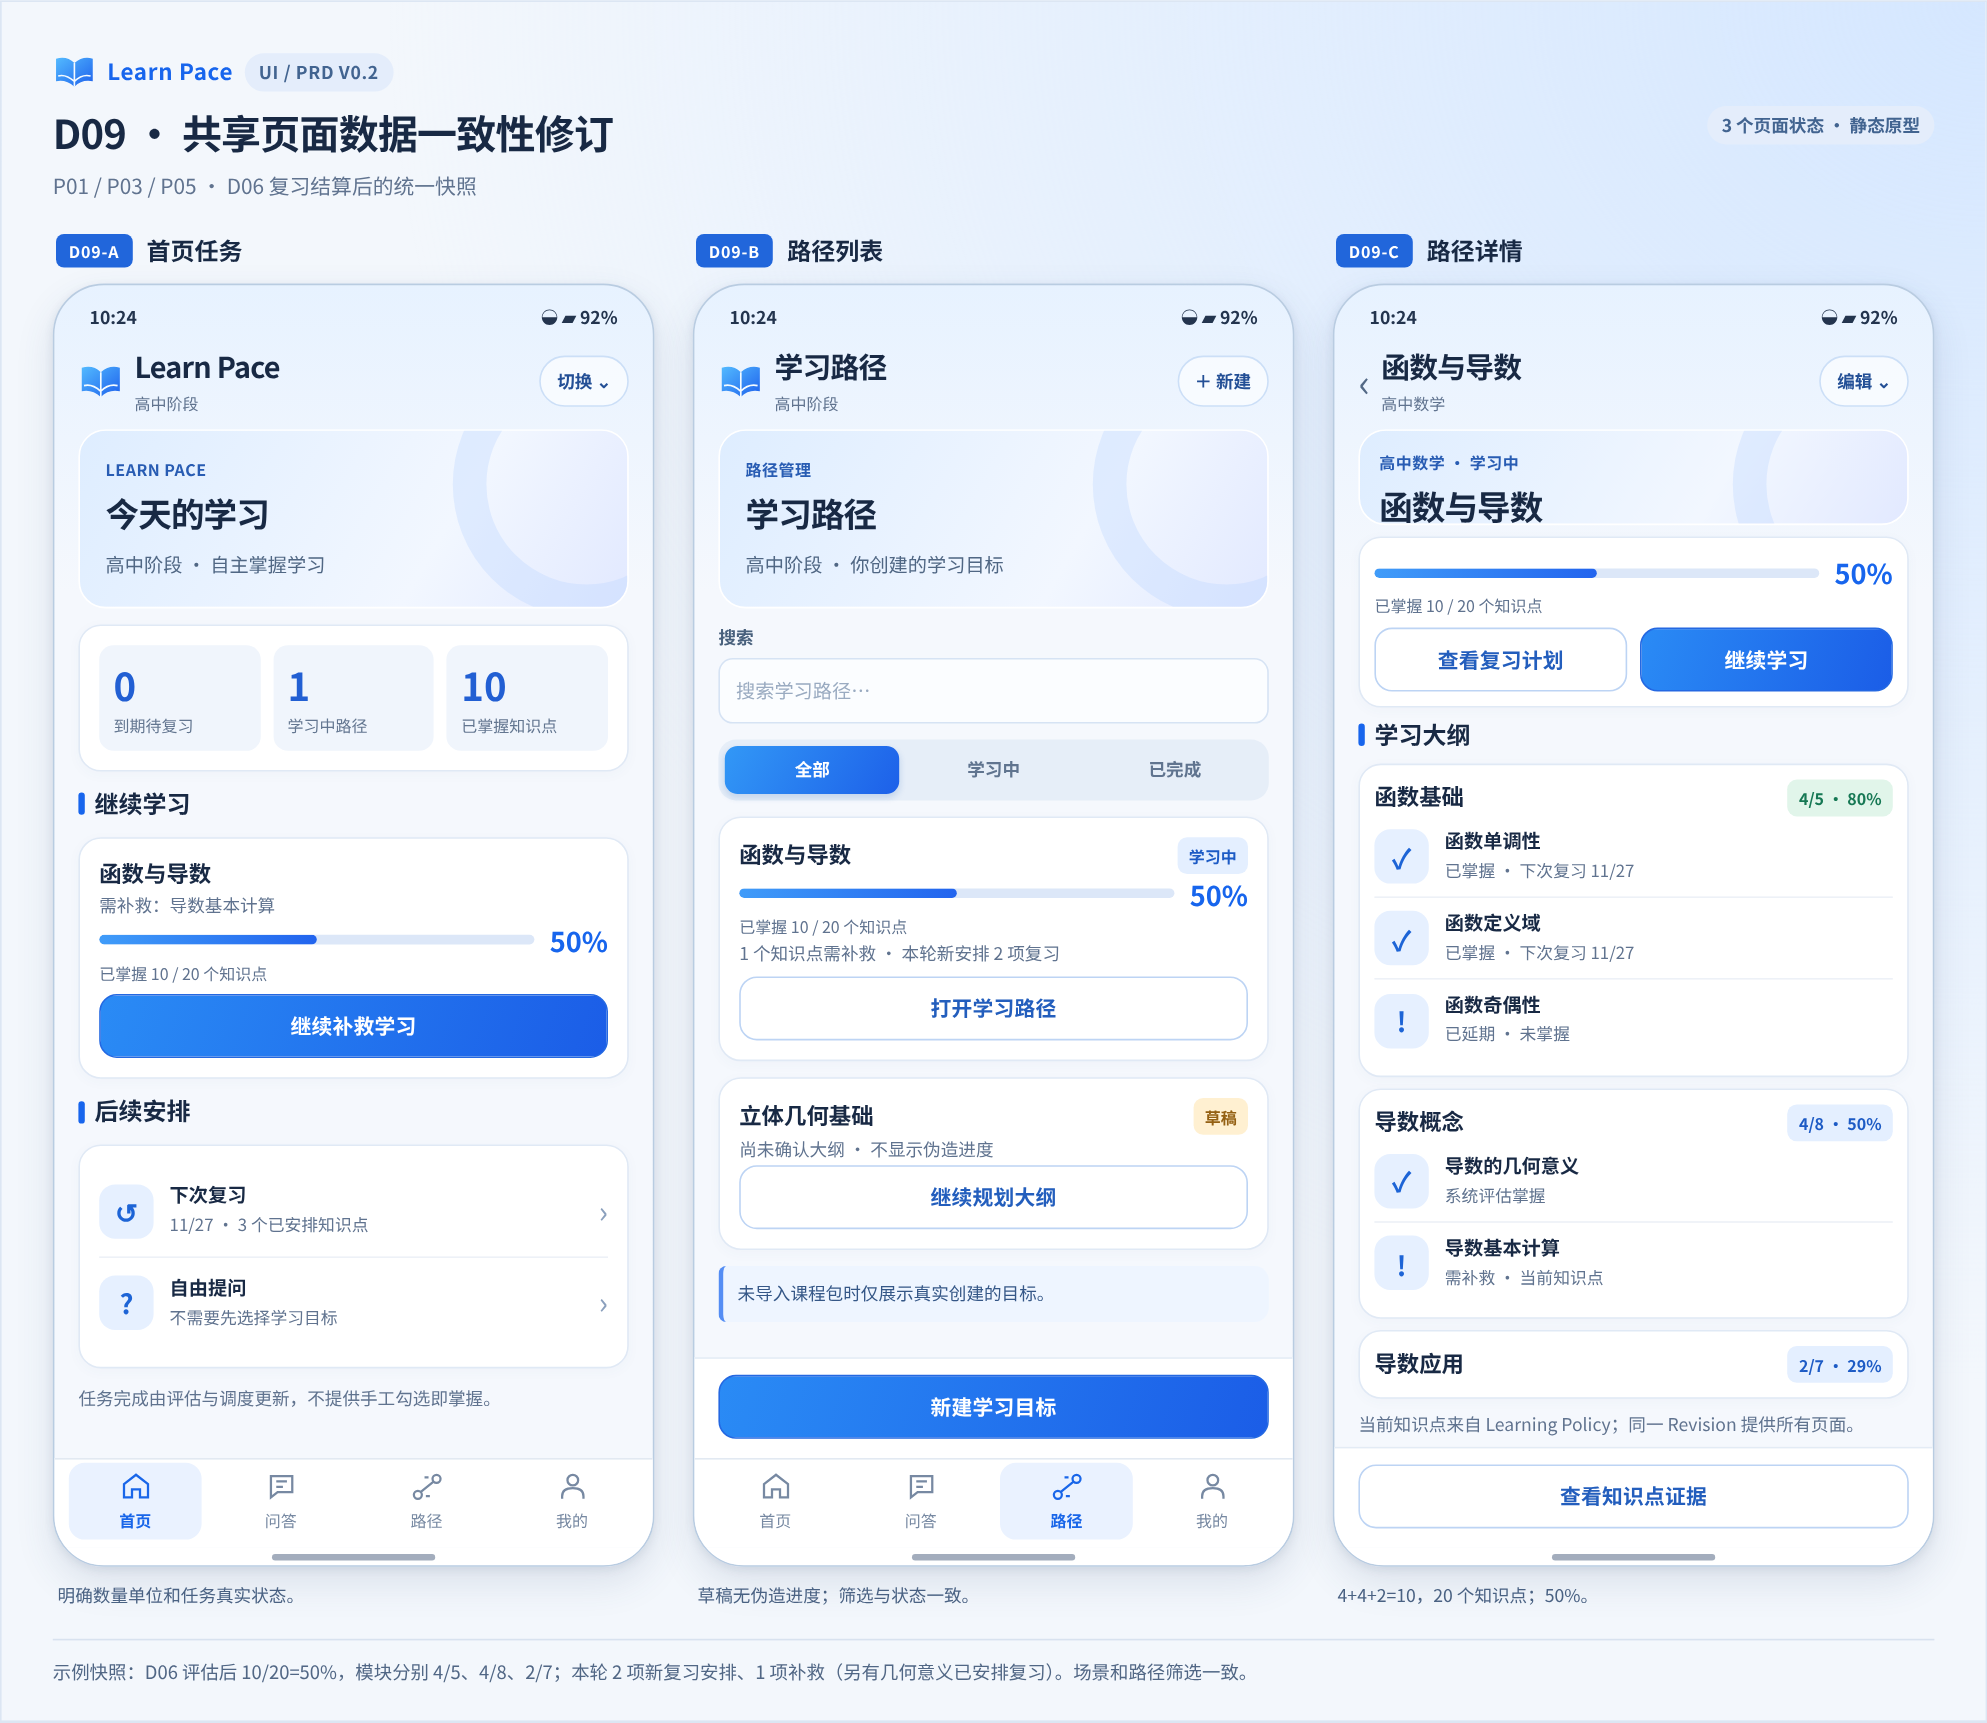 Learn Pace
UI / PRD V0.2
D09 · 共享页面数据一致性修订
3 个页面状态 · 静态原型
P01 / P03 / P05 · D06 复习结算后的统一快照
D09-A 首页任务
10:24
92%
Learn Pace
高中阶段
切换
LEARN PACE
今天的学习
高中阶段 · 自主掌握学习
0
到期待复习
1
学习中路径
10
已掌握知识点
继续学习
函数与导数
需补救：导数基本计算
50%
已掌握 10 / 20 个知识点
继续补救学习
后续安排
下次复习
11/27 · 3 个已安排知识点
?
自由提问
不需要先选择学习目标
任务完成由评估与调度更新，不提供手工勾选即掌握。
首页
问答
路径
我的
明确数量单位和任务真实状态。
D09-B 路径列表
10:24
92%
学习路径
高中阶段
＋ 新建
路径管理
学习路径
高中阶段 · 你创建的学习目标
搜索
搜索学习路径…
全部
学习中
已完成
函数与导数
学习中
50%
已掌握 10 / 20 个知识点
1 个知识点需补救 · 本轮新安排 2 项复习
打开学习路径
立体几何基础
草稿
尚未确认大纲 · 不显示伪造进度
继续规划大纲
未导入课程包时仅展示真实创建的目标。
新建学习目标
首页
问答
路径
我的
草稿无伪造进度；筛选与状态一致。
D09-C 路径详情
10:24
92%
函数与导数
高中数学
编辑
高中数学 · 学习中
函数与导数
50%
已掌握 10 / 20 个知识点
查看复习计划
继续学习
学习大纲
函数基础
4/5 · 80%
✓
函数单调性
已掌握 · 下次复习 11/27
✓
函数定义域
已掌握 · 下次复习 11/27
!
函数奇偶性
已延期 · 未掌握
导数概念
4/8 · 50%
✓
导数的几何意义
系统评估掌握
!
导数基本计算
需补救 · 当前知识点
导数应用
2/7 · 29%
当前知识点来自 Learning Policy；同一 Revision 提供所有页面。
查看知识点证据
4+4+2=10，20 个知识点；50%。
示例快照：D06 评估后 10/20=50%，模块分别 4/5、4/8、2/7；本轮 2 项新复习安排、1 项补救（另有几何意义已安排复习）。场景和路径筛选一致。